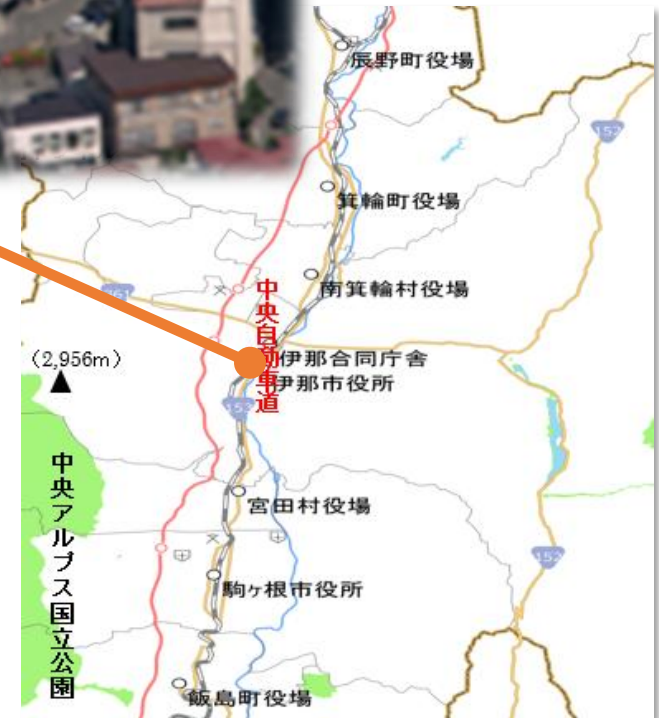 辰野町役場
152
箕輪町役場
南箕輪村役場
361
中央自動車道
(2,956m)
▲
伊那合同庁舎
伊那市役所
153
中央アルプス国立公園
宮田村役場
152
駒ヶ根市役所
飯島町役場